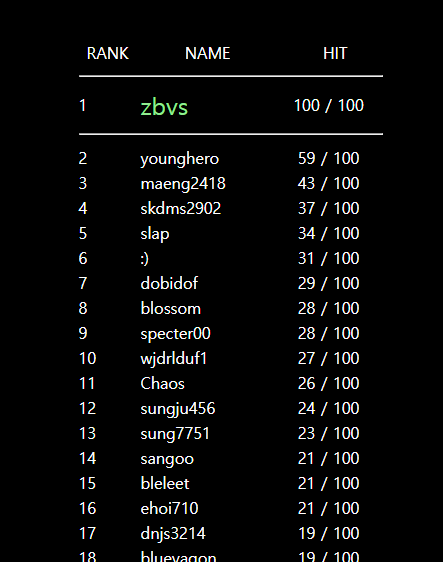 RANK NAME HIT
1 zbvs 100 / 100
2 younghero 59 / 100
3 maeng2418 43 / 100
4 skdms2902 37 / 100
5 slap 34 / 100
6 :) 31 / 100
7 dobidof 29 / 100
8 blossom 28 / 100
9 specter00 28 / 100
10 wjdrlduf1 27 / 100
11 Chaos 26 / 100
12 sungju456 24 / 100
13 sung7751 23 / 100
14 sangoo 21 / 100
15 bleleet 21 / 100
16 ehoi710 21 / 100
17 dnjs3214 19 / 100
18 19 / 100